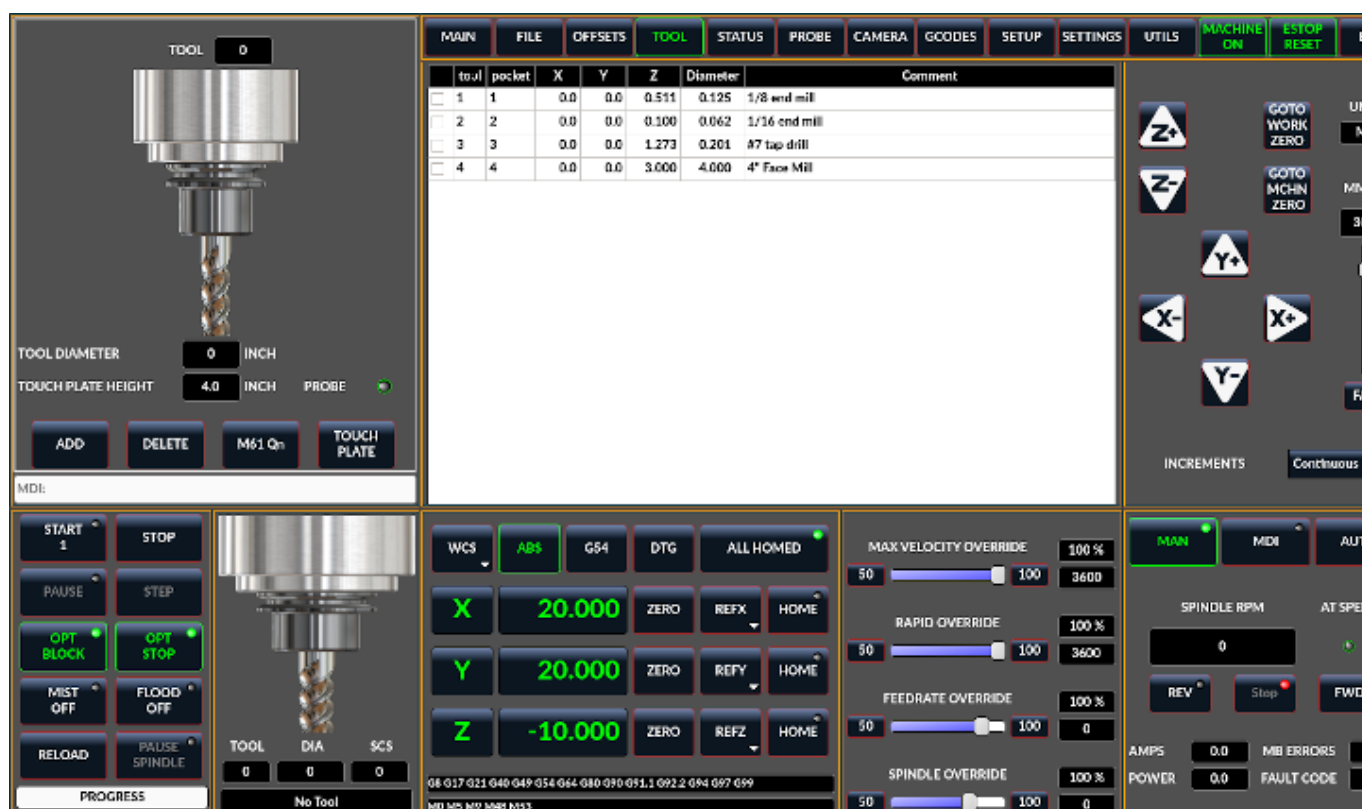 TOOL 0
TOOL DIAMETER 0 INCH
TOUCH PLATE HEIGHT 4.0 INCH PROBE
ADD DELETE M61 Qn TOUCH PLATE
MDI:
MAIN FILE OFFSETS TOOL STATUS PROBE CAMERA GCODES SETUP SETTINGS UTILS MACHINE ON ESTOP RESET
tool pocket X Y Z Diameter Comment
1 1 0.0 0.0 0.511 0.125 1/8 end mill
2 2 0.0 0.0 0.100 0.062 1/16 end mill
3 3 0.0 0.0 1.273 0.201 #7 tap drill
4 4 0.0 0.0 3.000 4.000 4" Face Mill
Z+
GOTO WORK ZERO
Z-
GOTO MCHN ZERO
Y+
X- X+
Y-
INCREMENTS Continuous
START 1 STOP
PAUSE STEP
OPT BLOCK OPT STOP
MIST OFF FLOOD OFF
RELOAD PAUSE SPINDLE
PROGRESS
TOOL DIA SCS
0 0 0
No Tool
WCS ABS G54 DTG ALL HOMED
X 20.000 ZERO REFX HOME
Y 20.000 ZERO REFY HOME
Z -10.000 ZERO REFZ HOME
G8 G17 G21 G40 G49 G54 G64 G80 G90 G91.1 G92.2 G94 G97 G99
M0 M5 M9 M48 M53
MAX VELOCITY OVERRIDE 100 %
50 100 3600
RAPID OVERRIDE 100 %
50 100 3600
FEEDRATE OVERRIDE 100 %
50 100 0
SPINDLE OVERRIDE 100 %
50 100 0
MAN MDI
SPINDLE RPM
0
REV Stop FWD
AMPS 0.0 MB ERRORS
POWER 0.0 FAULT CODE